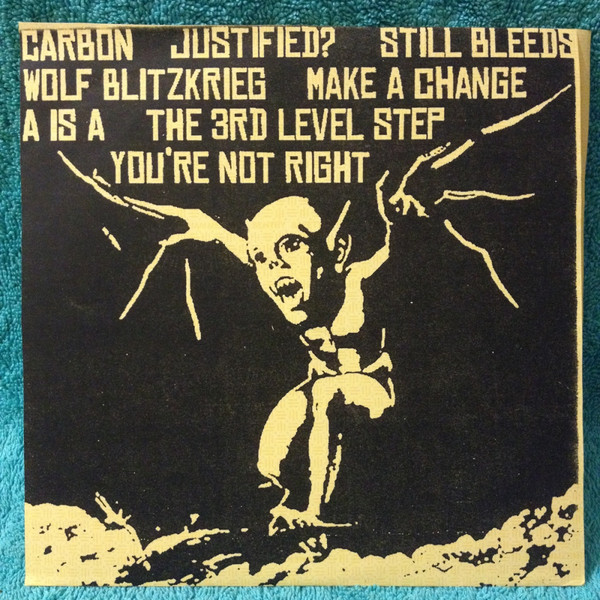 CARBON JUSTIFIED? STILL BLEEDS
WOLF BLITZKRIEG MAKE A CHANGE
A IS A THE 3RD LEVEL STEP
YOU'RE NOT RIGHT